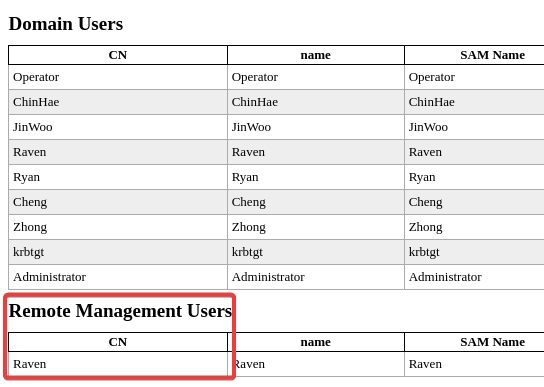 Domain Users
CN name SAM Name
Operator Operator Operator
ChinHae ChinHae ChinHae
JinWoo JinWoo JinWoo
Raven Raven Raven
Ryan Ryan Ryan
Cheng Cheng Cheng
Zhong Zhong Zhong
krbtgt krbtgt krbtgt
Administrator Administrator Administrator
Remote Management Users
CN name SAM Name
Raven Raven Raven